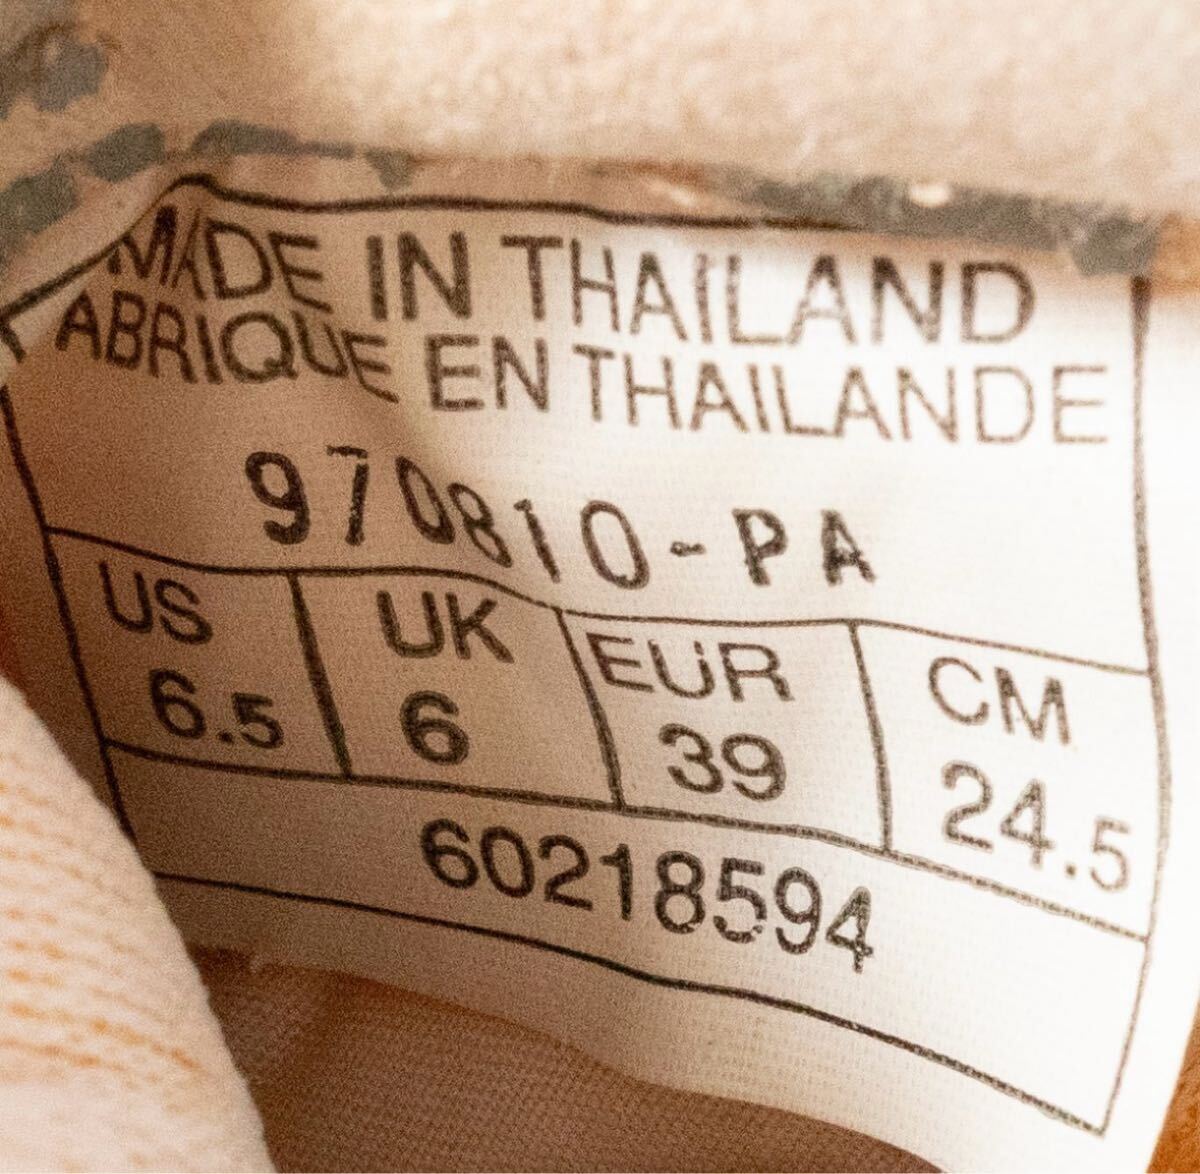 MADE IN THAILAND
ABRIQUE EN THAILANDE
970810-PA
US UK EUR CM
6.5 6 39 24.5
60218594